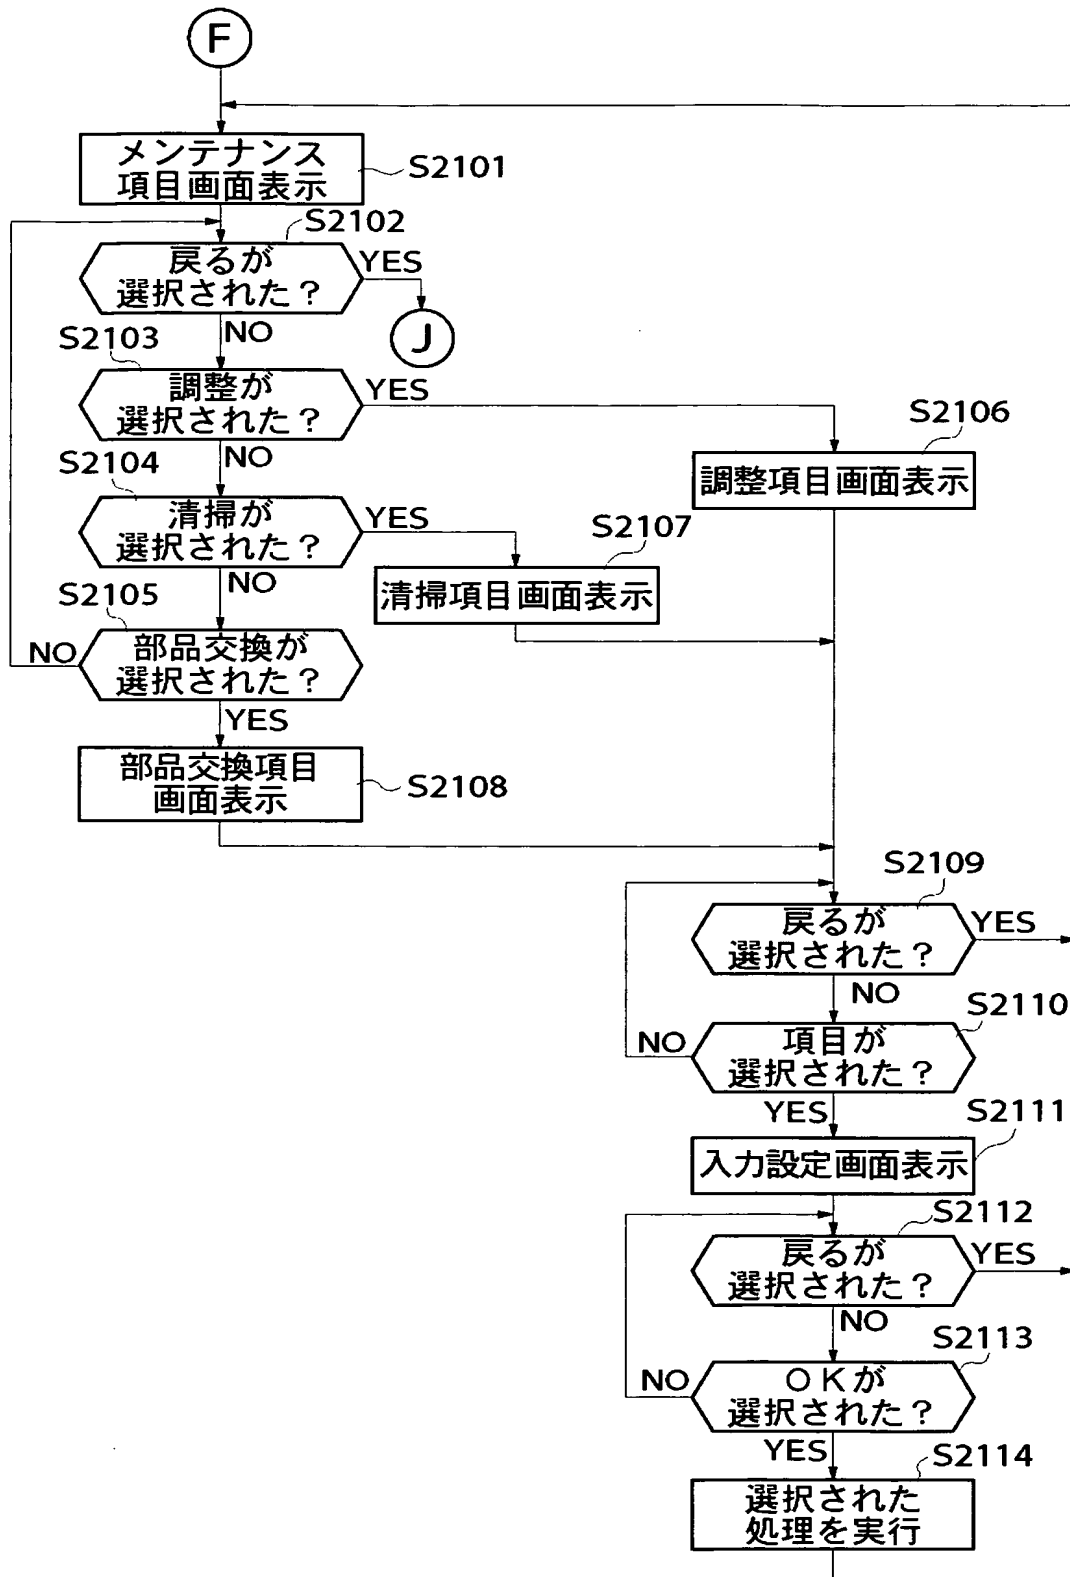 F
メンテナンス
項目画面表示
S2101
S2102
戻るが
選択された？
YES
J
NO
S2103
調整が
選択された？
YES
NO
S2106
調整項目画面表示
S2104
清掃が
選択された？
YES
NO
S2107
清掃項目画面表示
S2105
部品交換が
選択された？
NO
YES
部品交換項目
画面表示
S2108
S2109
戻るが
選択された？
YES
NO
S2110
項目が
選択された？
NO
YES
S2111
入力設定画面表示
S2112
戻るが
選択された？
YES
NO
S2113
ＯＫが
選択された？
NO
YES
S2114
選択された
処理を実行